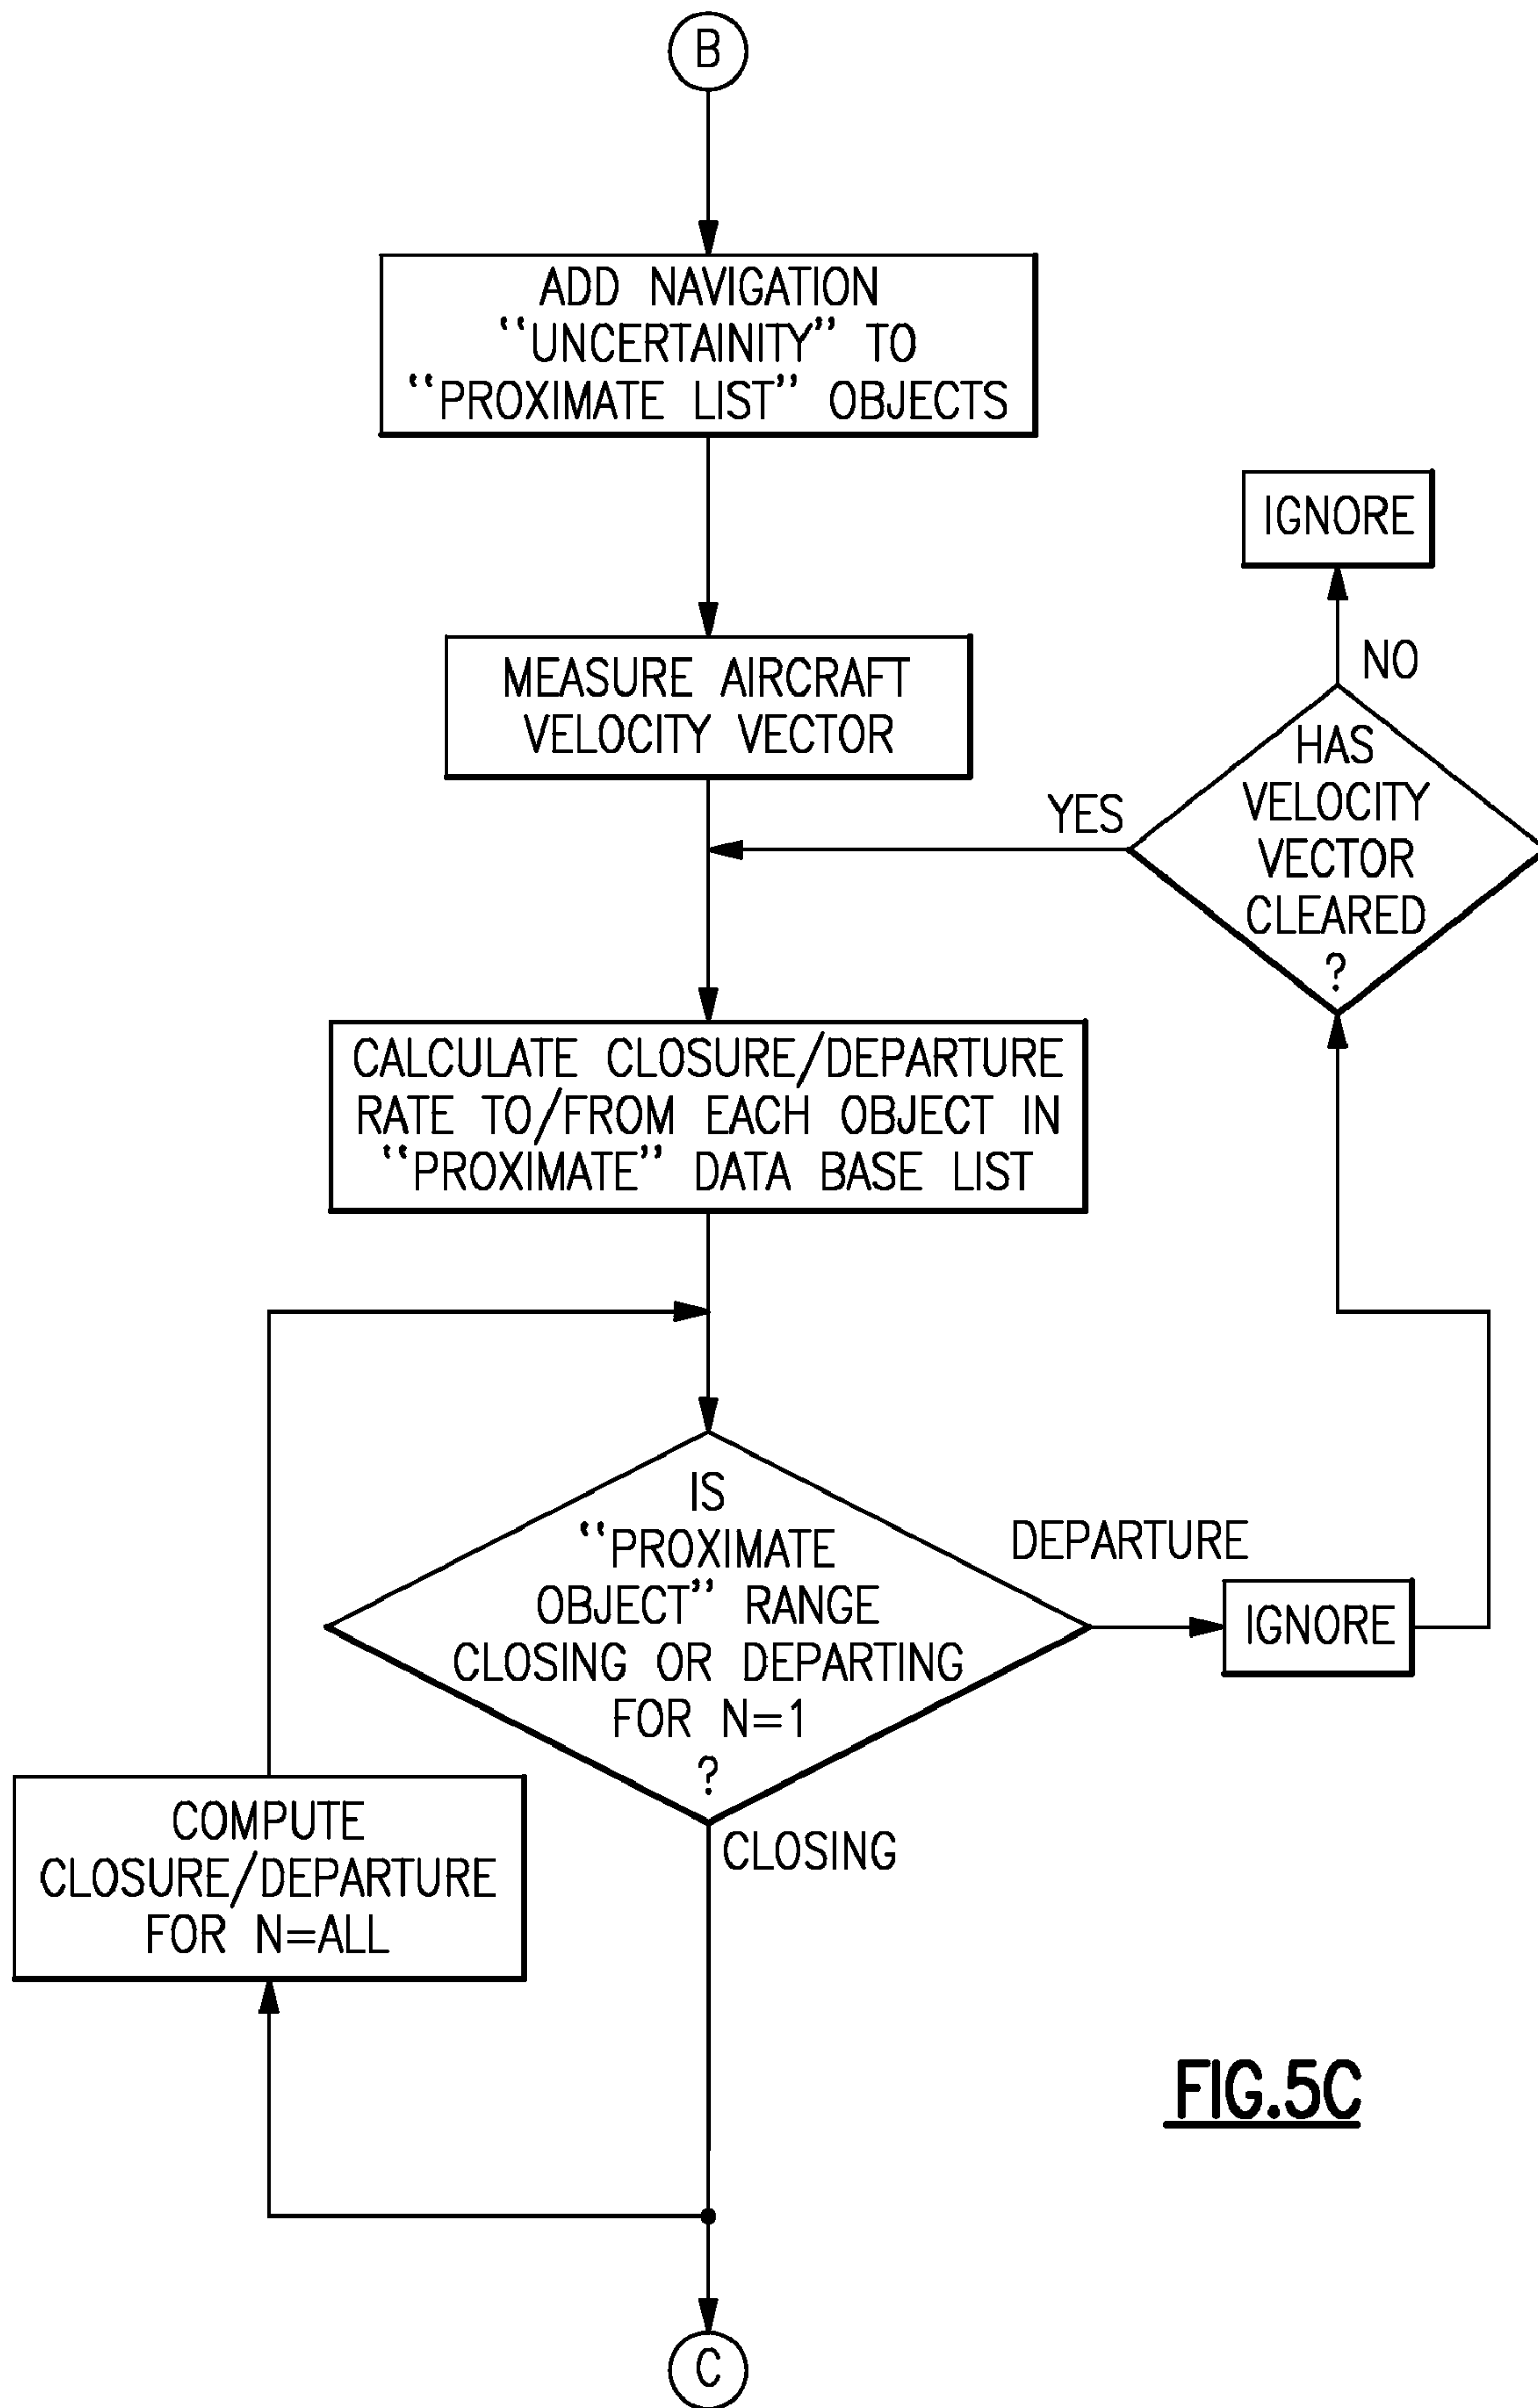 B
ADD NAVIGATION
‘‘UNCERTAINITY’’ TO
‘‘PROXIMATE LIST’’ OBJECTS
IGNORE
NO
MEASURE AIRCRAFT
VELOCITY VECTOR
HAS
VELOCITY
VECTOR
CLEARED
?
YES
CALCULATE CLOSURE/DEPARTURE
RATE TO/FROM EACH OBJECT IN
‘‘PROXIMATE’’ DATA BASE LIST
IS
‘‘PROXIMATE
OBJECT’’ RANGE
CLOSING OR DEPARTING
FOR N=1
?
DEPARTURE
IGNORE
CLOSING
COMPUTE
CLOSURE/DEPARTURE
FOR N=ALL
C
FIG.5C